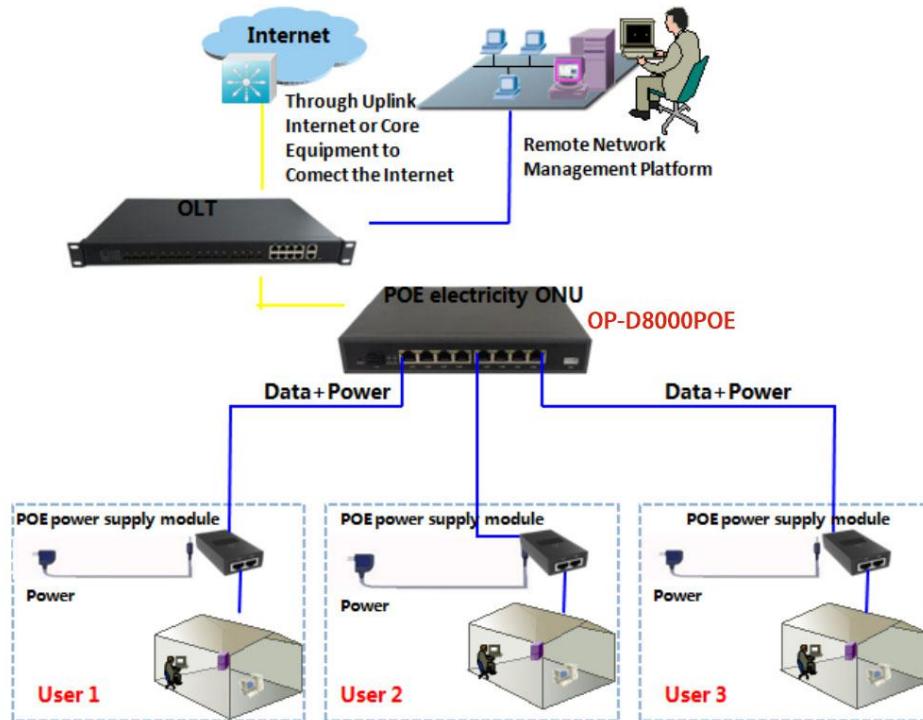 Internet
Through Uplink
Internet or Core
Equipment to
Comect the Internet
Remote Network
Management Platform
OLT
POE electricity ONU
OP-D8000POE
Data+Power
Data+Power
POE power supply module
Power
User 1
POE power supply module
Power
User 2
POE power supply module
Power
User 3